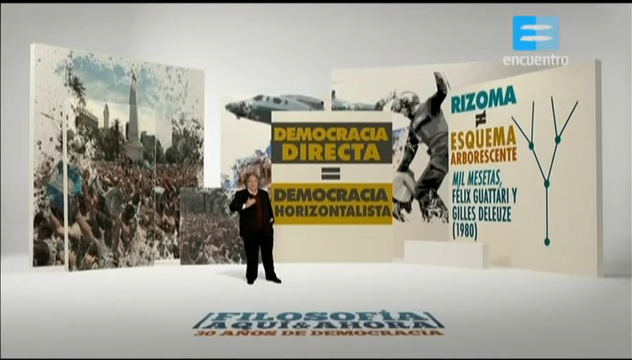 encuentro
DEMOCRACIA
DIRECTA
=
DEMOCRACIA
HORIZONTALISTA
RIZOMA
≠
ESQUEMA
ARBORESCENTE
MIL MESETAS,
FÉLIX GUATTARI Y
GILLES DELEUZE
(1980)
[FILOSOFÍA
AQUÍ&AHORA]
30 AÑOS DE DEMOCRACIA